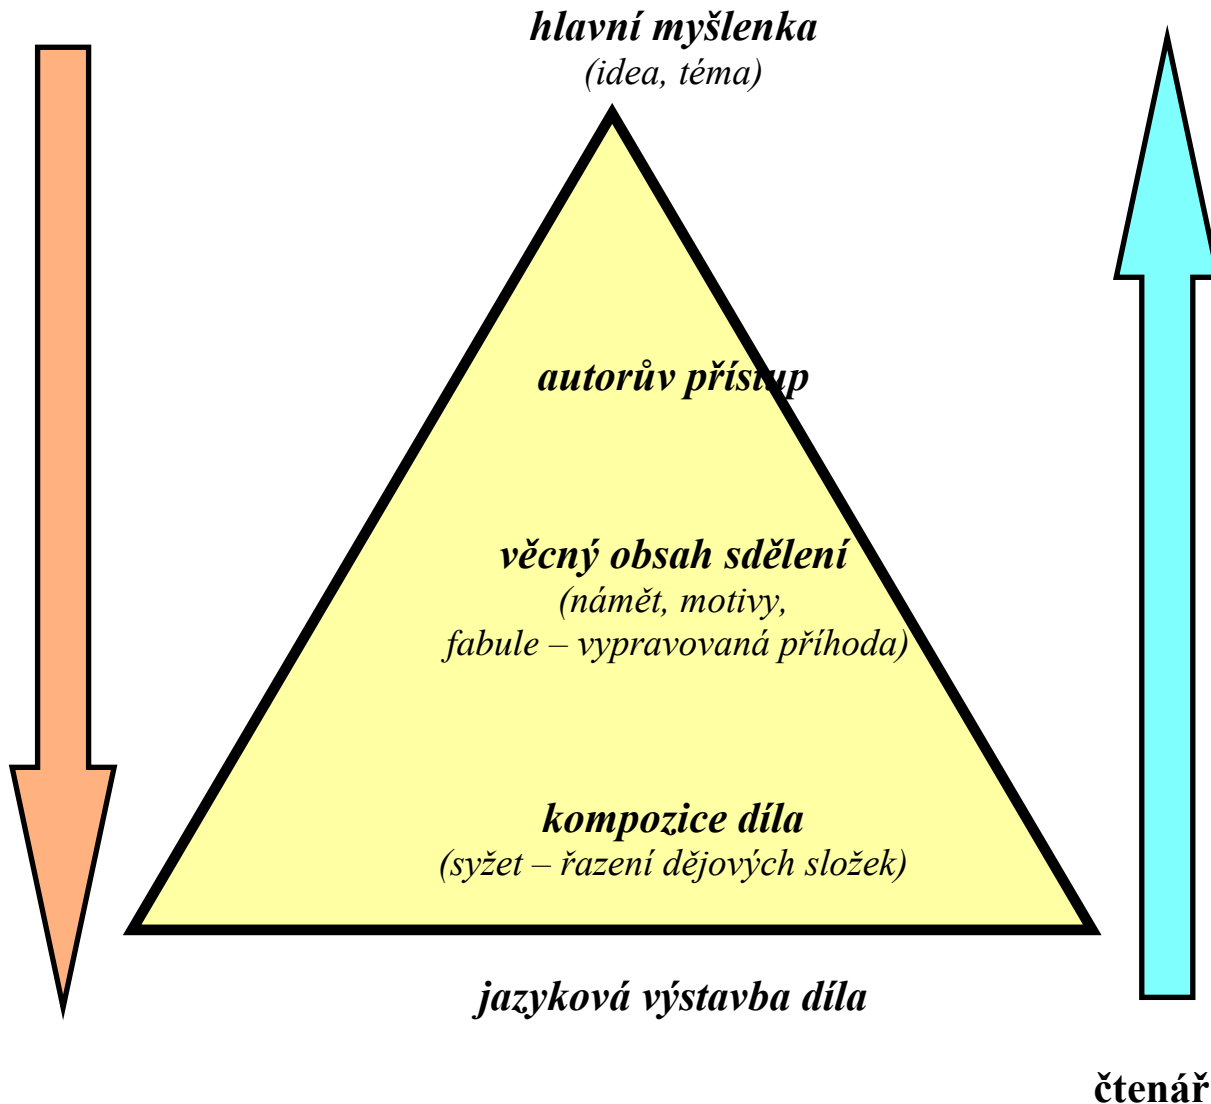 hlavní myšlenka
(idea, téma)
autorův přístup
věcný obsah sdělení
(námět, motivy,
fabule – vypravovaná příhoda)
kompozice díla
(syžet – řazení dějových složek)
jazyková výstavba díla
čtenář